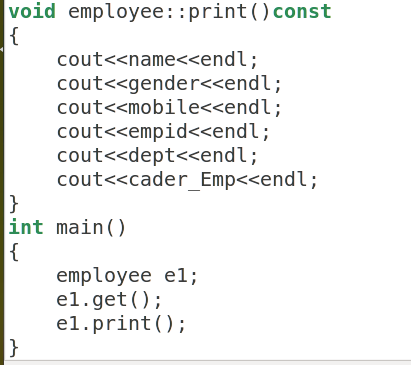 void employee::print()const
{
    cout<<name<<endl;
    cout<<gender<<endl;
    cout<<mobile<<endl;
    cout<<empid<<endl;
    cout<<dept<<endl;
    cout<<cader_Emp<<endl;
}
int main()
{
    employee e1;
    e1.get();
    e1.print();
}